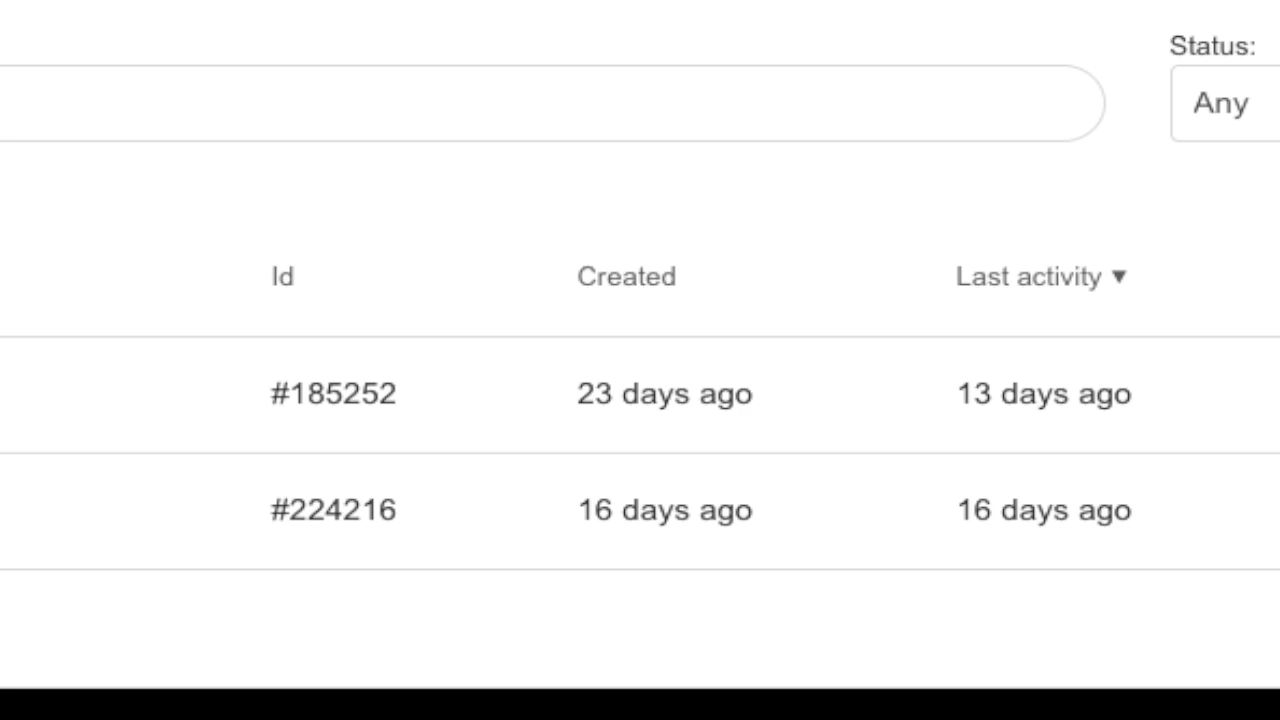 Status:
Any
Id Created Last activity ▼
#185252 23 days ago 13 days ago
#224216 16 days ago 16 days ago